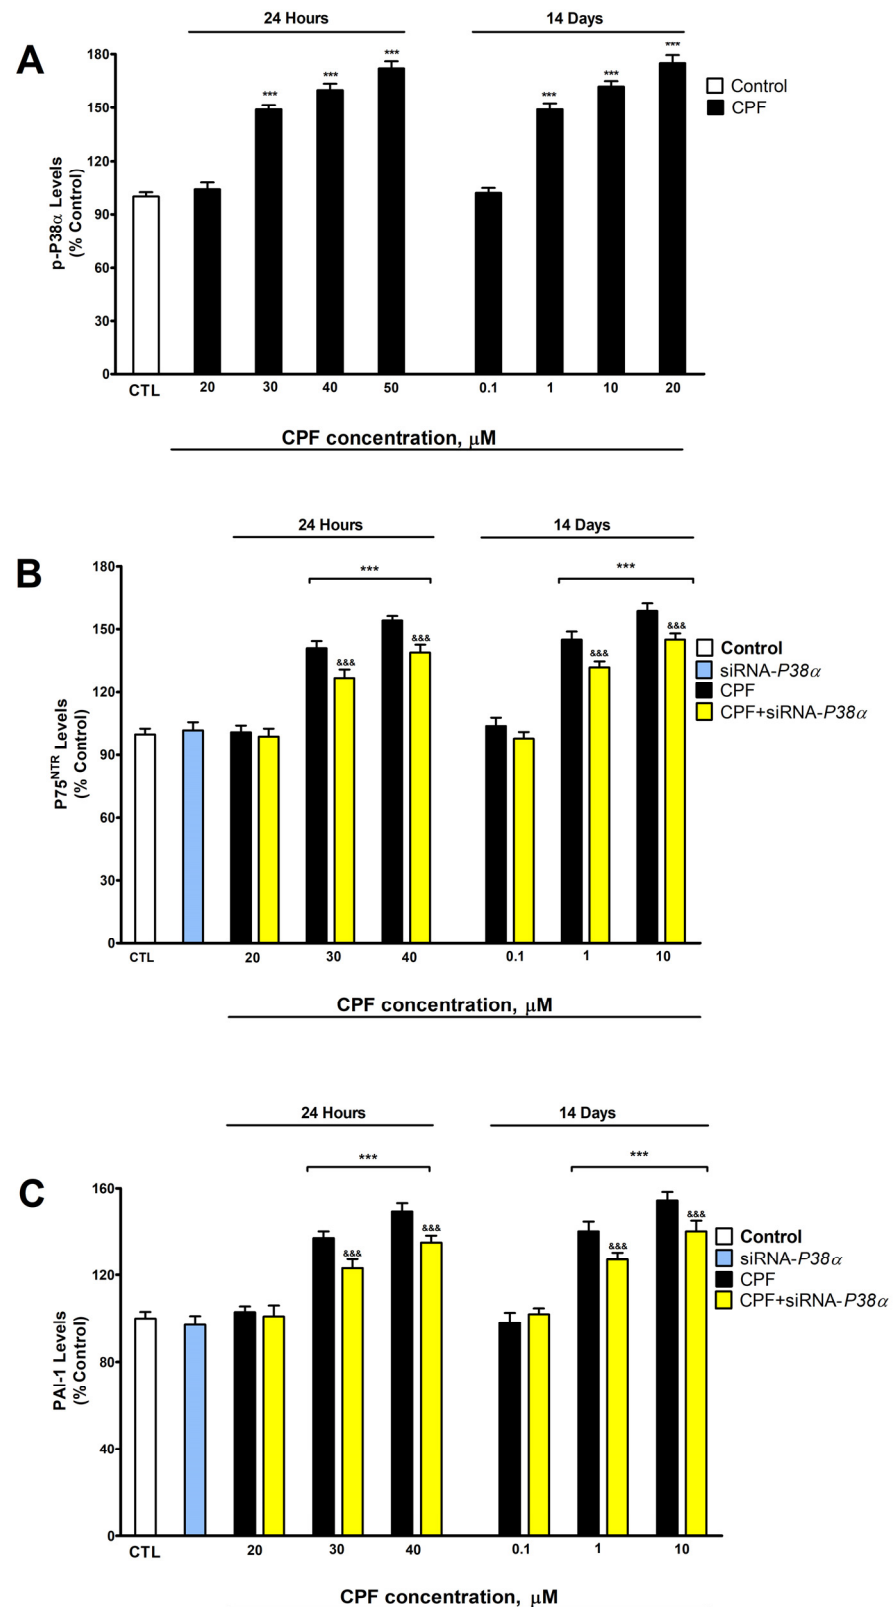 24 Hours 14 Days
A
180
150
120
90
60
30
0
p-P38α Levels
(% Control)
*** *** *** *** *** ***
Control
CPF
CTL 20 30 40 50 0.1 1 10 20
CPF concentration, μM
24 Hours 14 Days
B
180
150
120
90
60
30
0
P75NTR Levels
(% Control)
*** ***
&&& &&& &&& &&&
Control
siRNA-P38α
CPF
CPF+siRNA-P38α
CTL 20 30 40 0.1 1 10
CPF concentration, μM
24 Hours 14 Days
C
160
120
80
40
0
PAI-1 Levels
(% Control)
*** ***
&&& &&& &&& &&&
Control
siRNA-P38α
CPF
CPF+siRNA-P38α
CTL 20 30 40 0.1 1 10
CPF concentration, μM